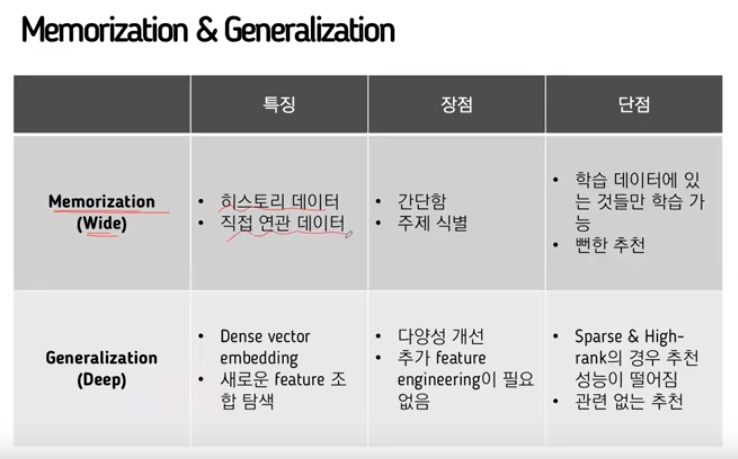 Memorization & Generalization
특징
장점
단점
Memorization
(Wide)
• 히스토리 데이터
• 직접 연관 데이터
• 간단함
• 주제 식별
• 학습 데이터에 있
는 것들만 학습 가
능
• 뻔한 추천
Generalization
(Deep)
• Dense vector
embedding
• 새로운 feature 조
합 탐색
• 다양성 개선
• 추가 feature
engineering이 필요
없음
• Sparse & High-
rank의 경우 추천
성능이 떨어짐
• 관련 없는 추천